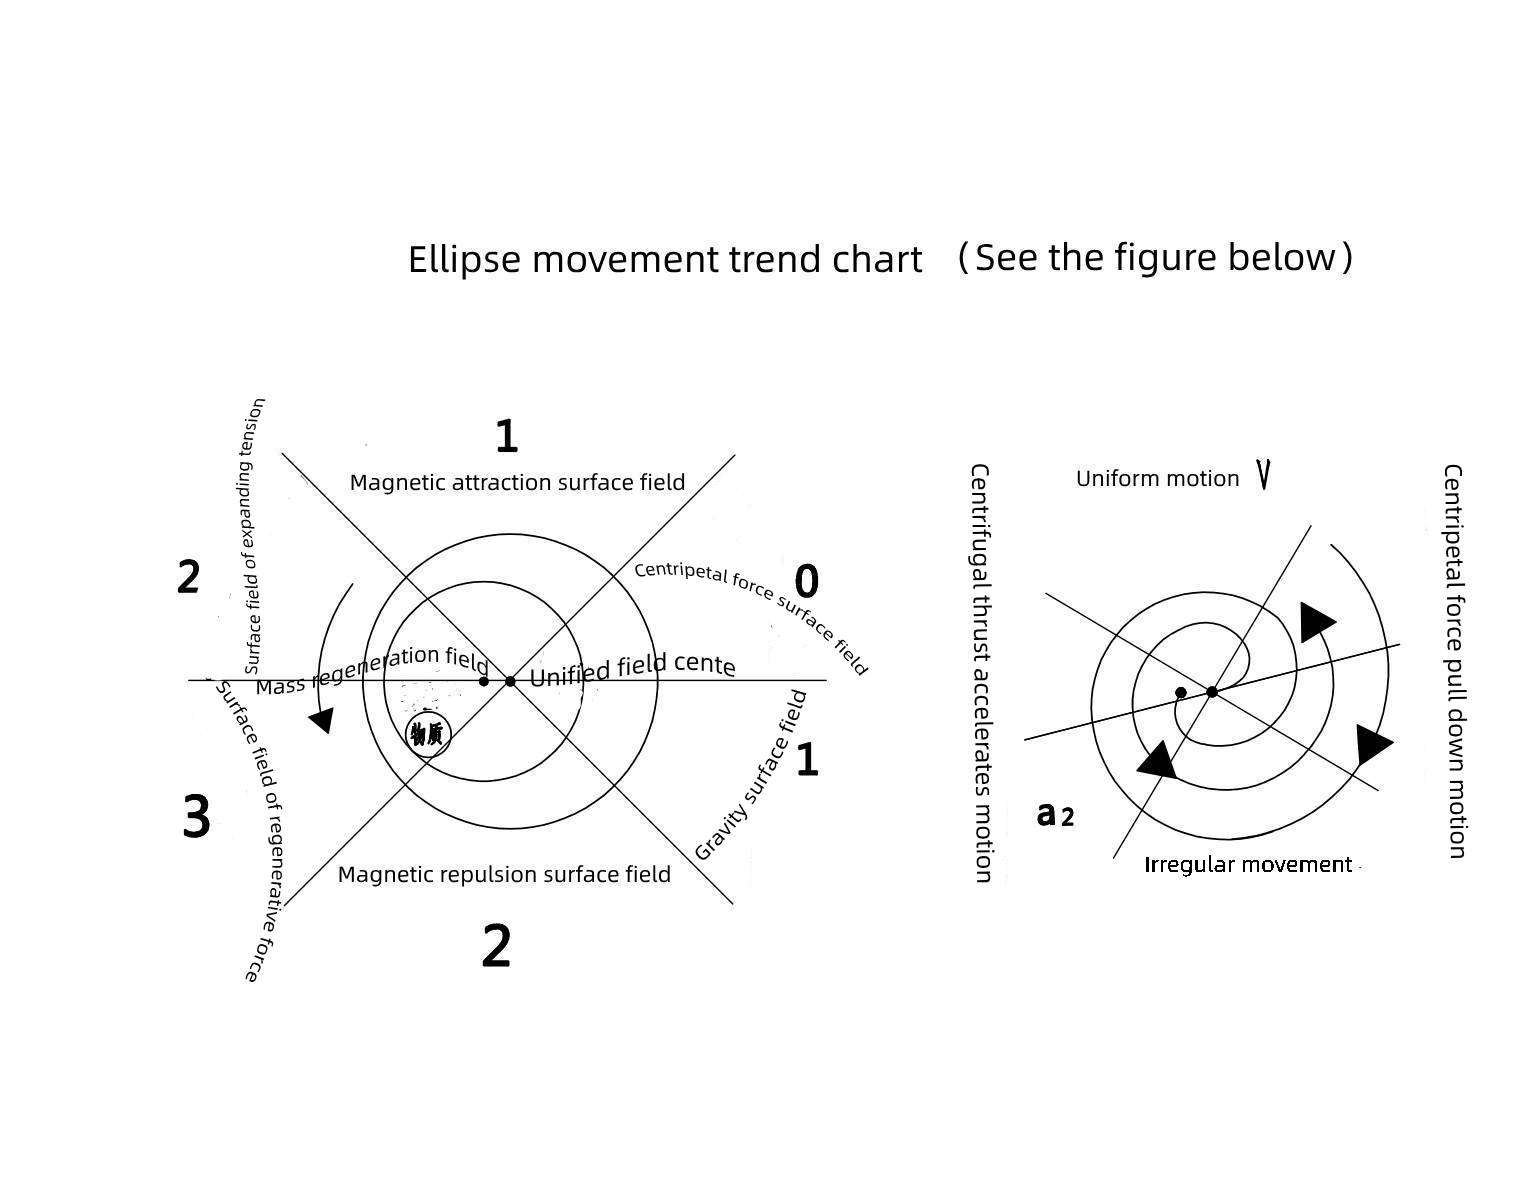 Ellipse movement trend chart （See the figure below）
1
Magnetic attraction surface field
Surface field of expanding tension
2
Centripetal force surface field
0
Mass regeneration field
Unified field cente
物质
Surface field of regenerative force
3
Gravity surface field
1
Magnetic repulsion surface field
2
Centrifugal thrust accelerates motion
Uniform motion V
Centripetal force pull down motion
a2
Irregular movement